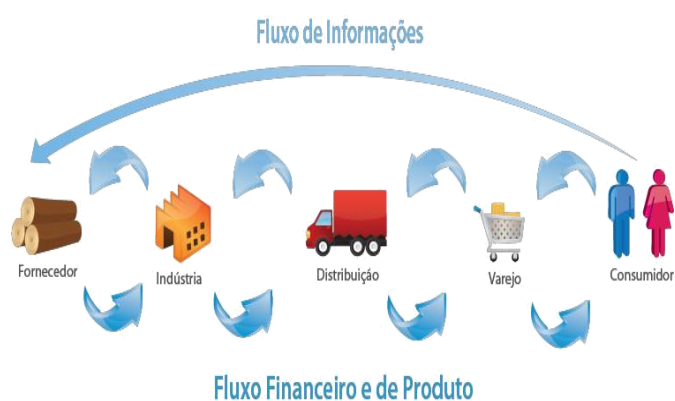 Fluxo de Informações
Fornecedor
Indústria
Distribuição
Varejo
Consumidor
Fluxo Financeiro e de Produto